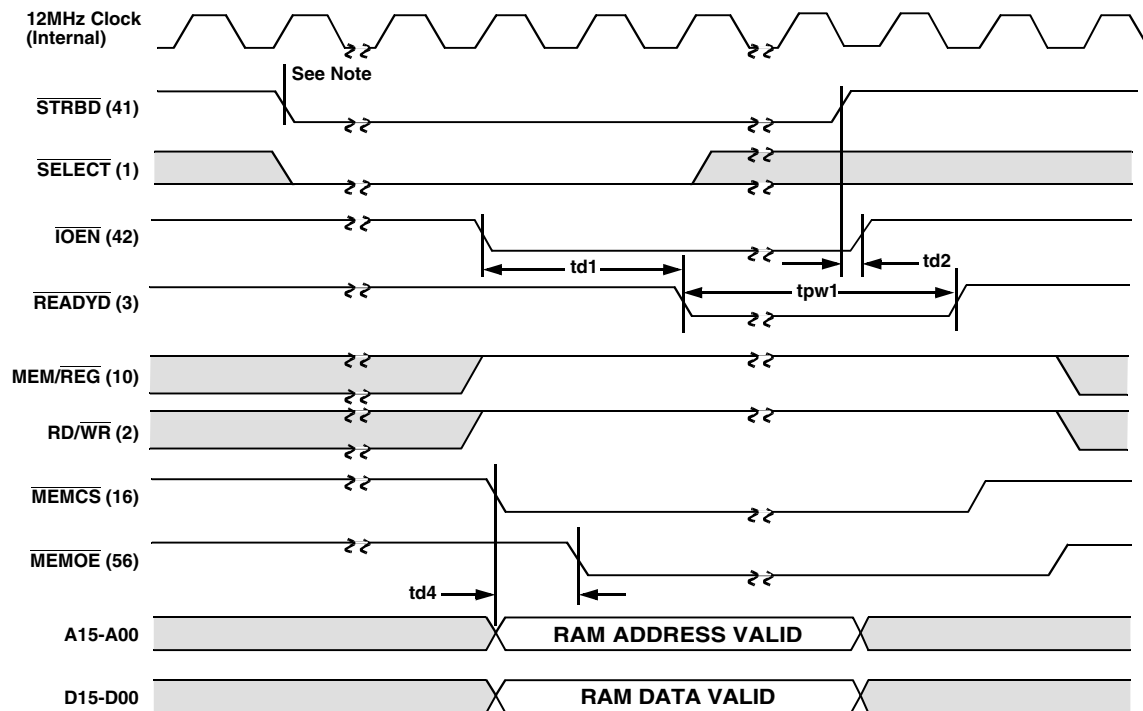 12MHz Clock
(Internal)
See Note
STRBD (41)
SELECT (1)
IOEN (42)
td1
td2
READYD (3)
tpw1
MEM/REG (10)
RD/WR (2)
MEMCS (16)
MEMOE (56)
td4
A15-A00
RAM ADDRESS VALID
D15-D00
RAM DATA VALID